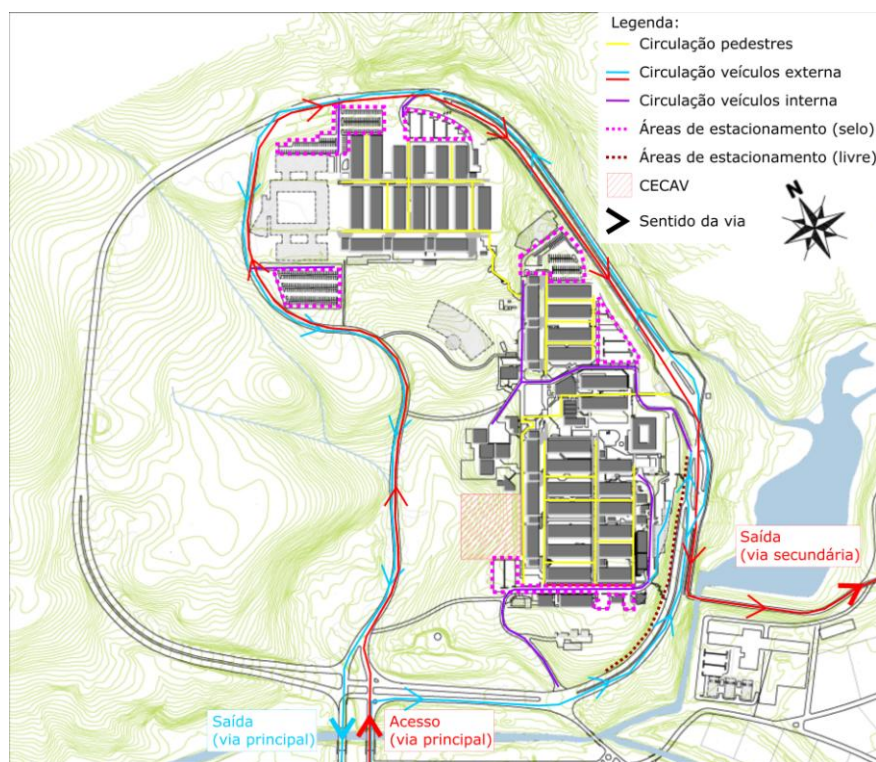 Legenda:
Circulação pedestres
Circulação veículos externa
Circulação veículos interna
Áreas de estacionamento (selo)
Áreas de estacionamento (livre)
CECAV
Sentido da via
N
Saída
(via secundária)
Saída
(via principal)
Acesso
(via principal)